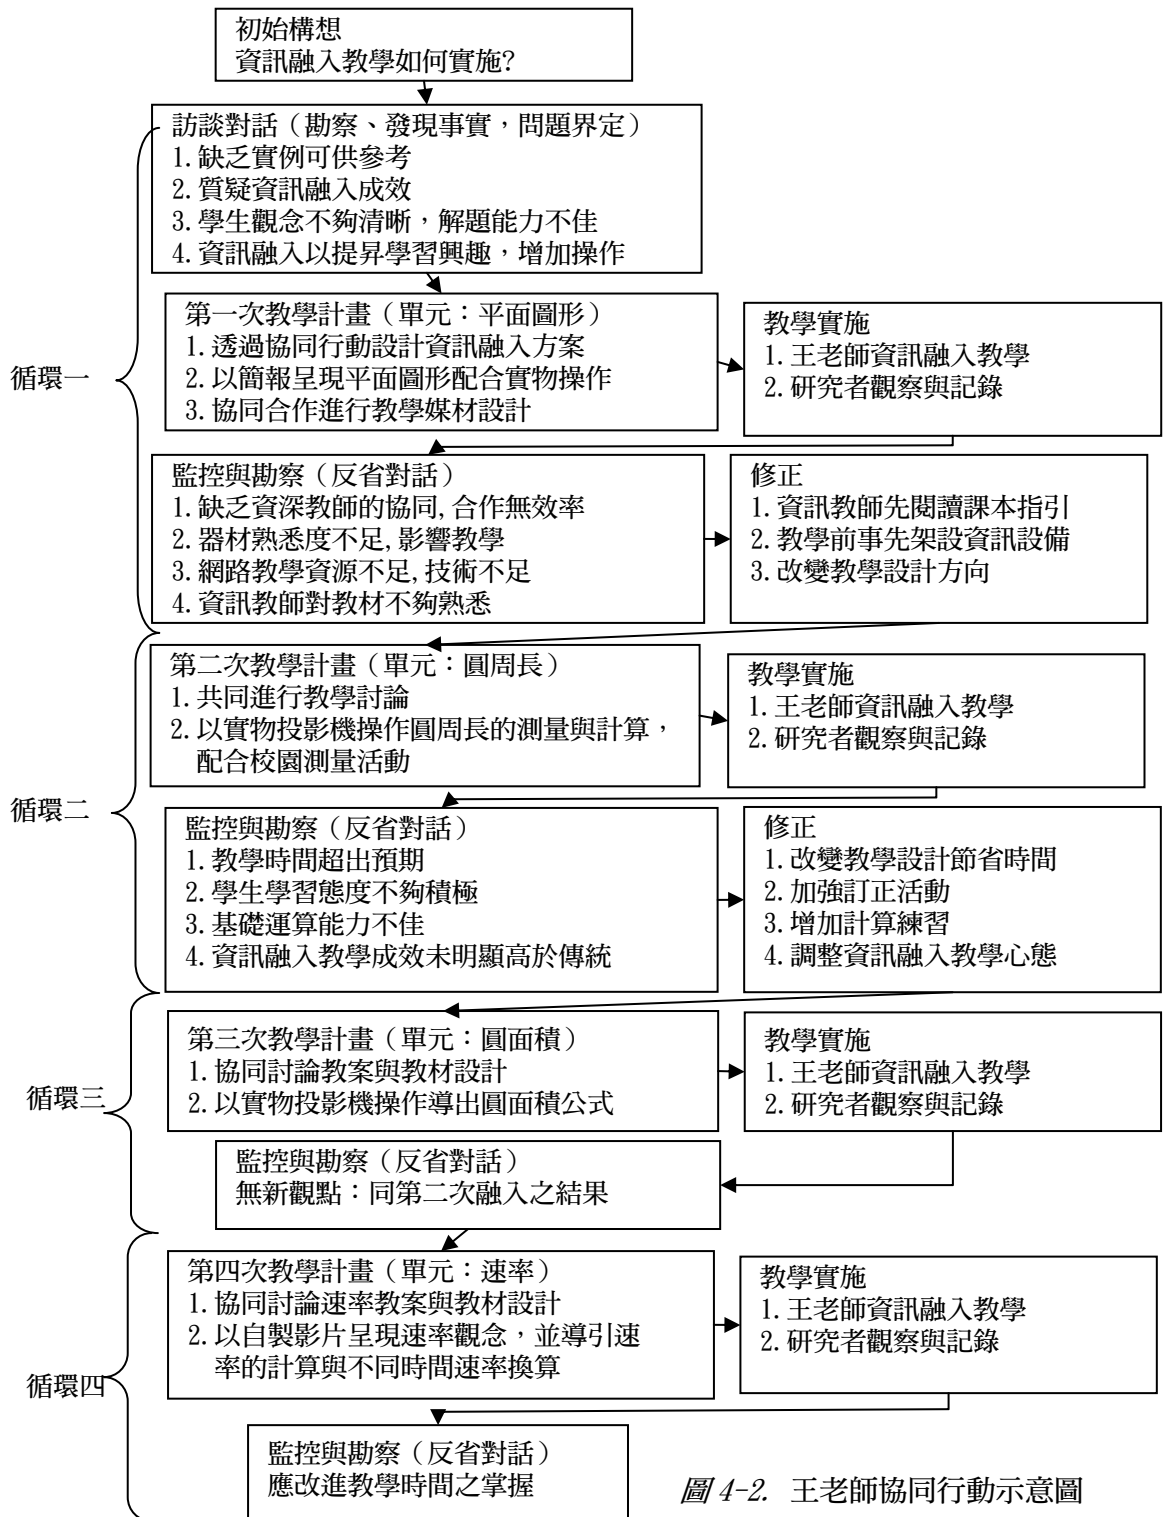 初始構想
資訊融入教學如何實施?
訪談對話（勘察、發現事實，問題界定）
1.缺乏實例可供參考
2.質疑資訊融入成效
3.學生觀念不夠清晰，解題能力不佳
4.資訊融入以提昇學習興趣，增加操作
循環一
第一次教學計畫（單元：平面圖形）
1.透過協同行動設計資訊融入方案
2.以簡報呈現平面圖形配合實物操作
3.協同合作進行教學媒材設計
教學實施
1.王老師資訊融入教學
2.研究者觀察與記錄
監控與勘察（反省對話）
1.缺乏資深教師的協同,合作無效率
2.器材熟悉度不足,影響教學
3.網路教學資源不足,技術不足
4.資訊教師對教材不夠熟悉
修正
1.資訊教師先閱讀課本指引
2.教學前事先架設資訊設備
3.改變教學設計方向
循環二
第二次教學計畫（單元：圓周長）
1.共同進行教學討論
2.以實物投影機操作圓周長的測量與計算，
配合校園測量活動
教學實施
1.王老師資訊融入教學
2.研究者觀察與記錄
監控與勘察（反省對話）
1.教學時間超出預期
2.學生學習態度不夠積極
3.基礎運算能力不佳
4.資訊融入教學成效未明顯高於傳統
修正
1.改變教學設計節省時間
2.加強訂正活動
3.增加計算練習
4.調整資訊融入教學心態
循環三
第三次教學計畫（單元：圓面積）
1.協同討論教案與教材設計
2.以實物投影機操作導出圓面積公式
教學實施
1.王老師資訊融入教學
2.研究者觀察與記錄
監控與勘察（反省對話）
無新觀點：同第二次融入之結果
循環四
第四次教學計畫（單元：速率）
1.協同討論速率教案與教材設計
2.以自製影片呈現速率觀念，並導引速
率的計算與不同時間速率換算
教學實施
1.王老師資訊融入教學
2.研究者觀察與記錄
監控與勘察（反省對話）
應改進教學時間之掌握
圖 4-2. 王老師協同行動示意圖